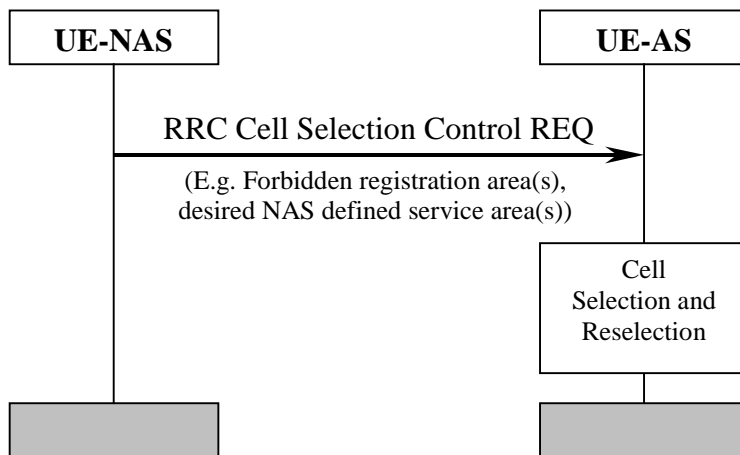 UE-NAS
UE-AS
RRC Cell Selection Control REQ
(E.g. Forbidden registration area(s),
desired NAS defined service area(s))
Cell
Selection and
Reselection